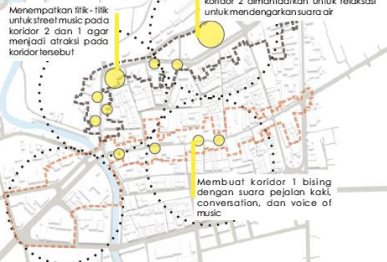 Menempatkan titik - titik
untuk street music pada
koridor 2 dan 1 agar
menjadi atraksi pada
koridor tersebut
koridor 2 dimanfaatkan untuk relaksasi
untuk mendengarkan suara air
Membuat koridor 1 bising
dengan suara pejalan kaki,
conversation, dan voice of
music